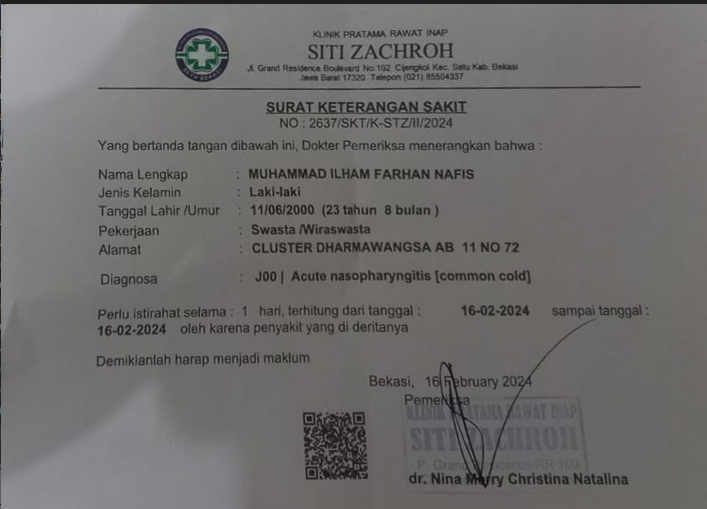 KLINIK PRATAMA RAWAT INAP
SITI ZACHROH
Jl. Grand Residence Boulevard No.102 Cijengkol Kec. Setu Kab. Bekasi
Jawa Barat 17320. Telepon (021) 85504337
SURAT KETERANGAN SAKIT
NO : 2637/SKT/K-STZ/II/2024
Yang bertanda tangan dibawah ini, Dokter Pemeriksa menerangkan bahwa :
Nama Lengkap : MUHAMMAD ILHAM FARHAN NAFIS
Jenis Kelamin : Laki-laki
Tanggal Lahir /Umur : 11/06/2000 (23 tahun 8 bulan )
Pekerjaan : Swasta /Wiraswasta
Alamat : CLUSTER DHARMAWANGSA AB 11 NO 72
Diagnosa : J00 | Acute nasopharyngitis [common cold]
Perlu istirahat selama : 1 hari, terhitung dari tanggal : 16-02-2024 sampai tanggal :
16-02-2024 oleh karena penyakit yang di deritanya
Demikianlah harap menjadi maklum
Bekasi, 16 February 2024
Pemeriksa
KLINIK PRATAMA RAWAT INAP
SITI ZACHROH
dr. Nina Merry Christina Natalina